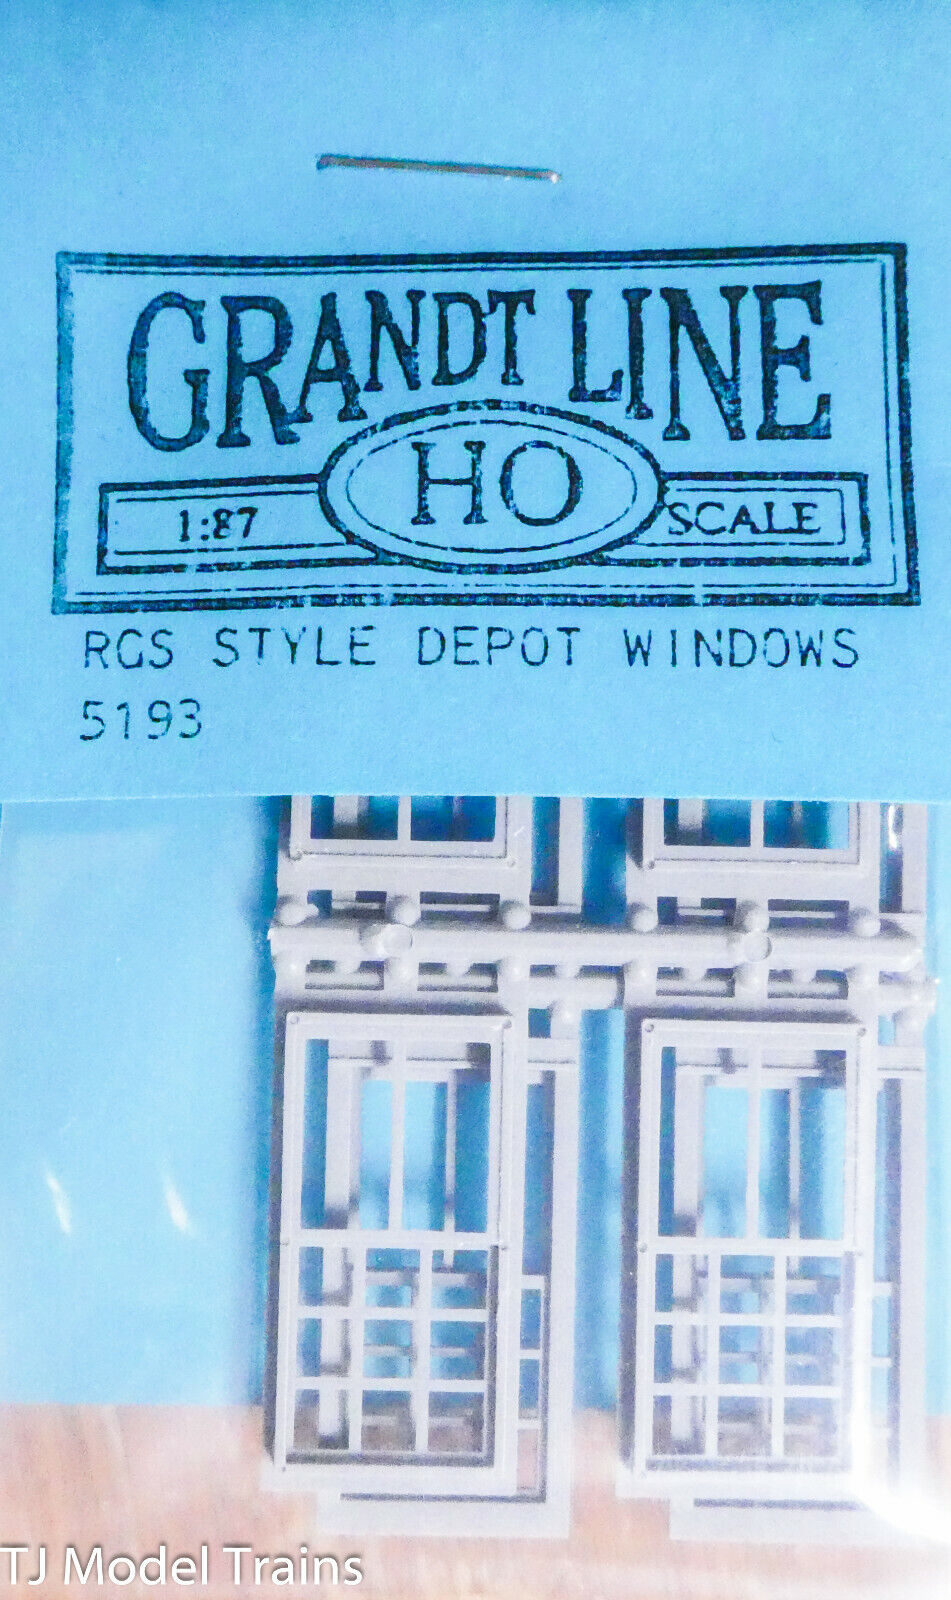 GRANDT LINE
HO
1:87 SCALE
RGS STYLE DEPOT WINDOWS
5193
TJ Model Trains